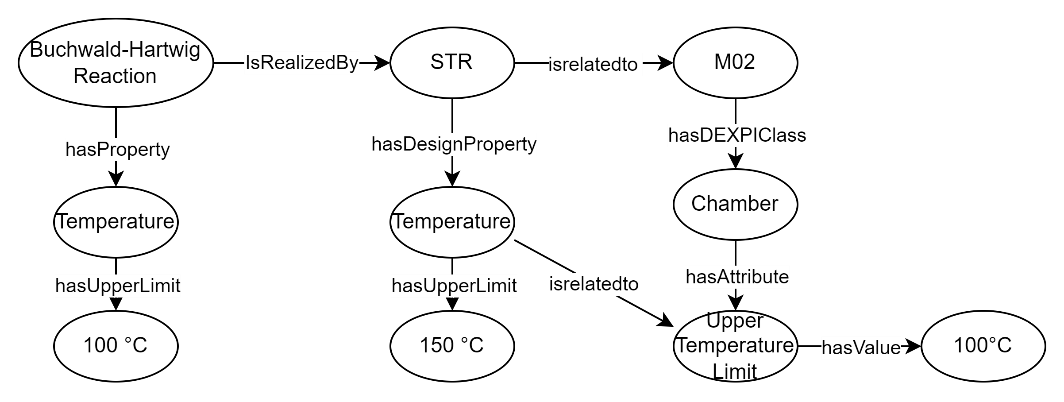 Buchwald-Hartwig
Reaction
IsRealizedBy
STR
isrelatedto
M02
hasProperty
hasDesignProperty
hasDEXPIClass
Temperature
Temperature
Chamber
hasUpperLimit
hasUpperLimit
isrelatedto
hasAttribute
100 °C
150 °C
Upper
Temperature
Limit
hasValue
100°C